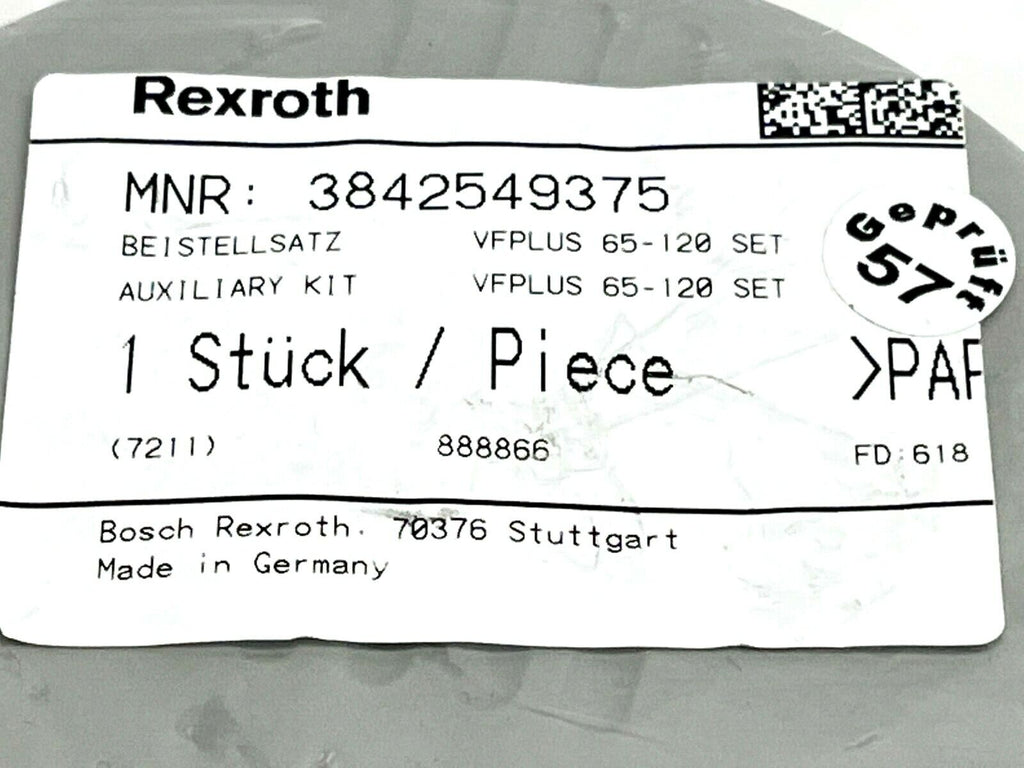 Rexroth
MNR: 3842549375
BEISTELLSATZ VFPLUS 65-120 SET
AUXILIARY KIT VFPLUS 65-120 SET
Geprüft
57
1 Stück / Piece >PAP
(7211) 888866 FD:618
Bosch Rexroth. 70376 Stuttgart
Made in Germany